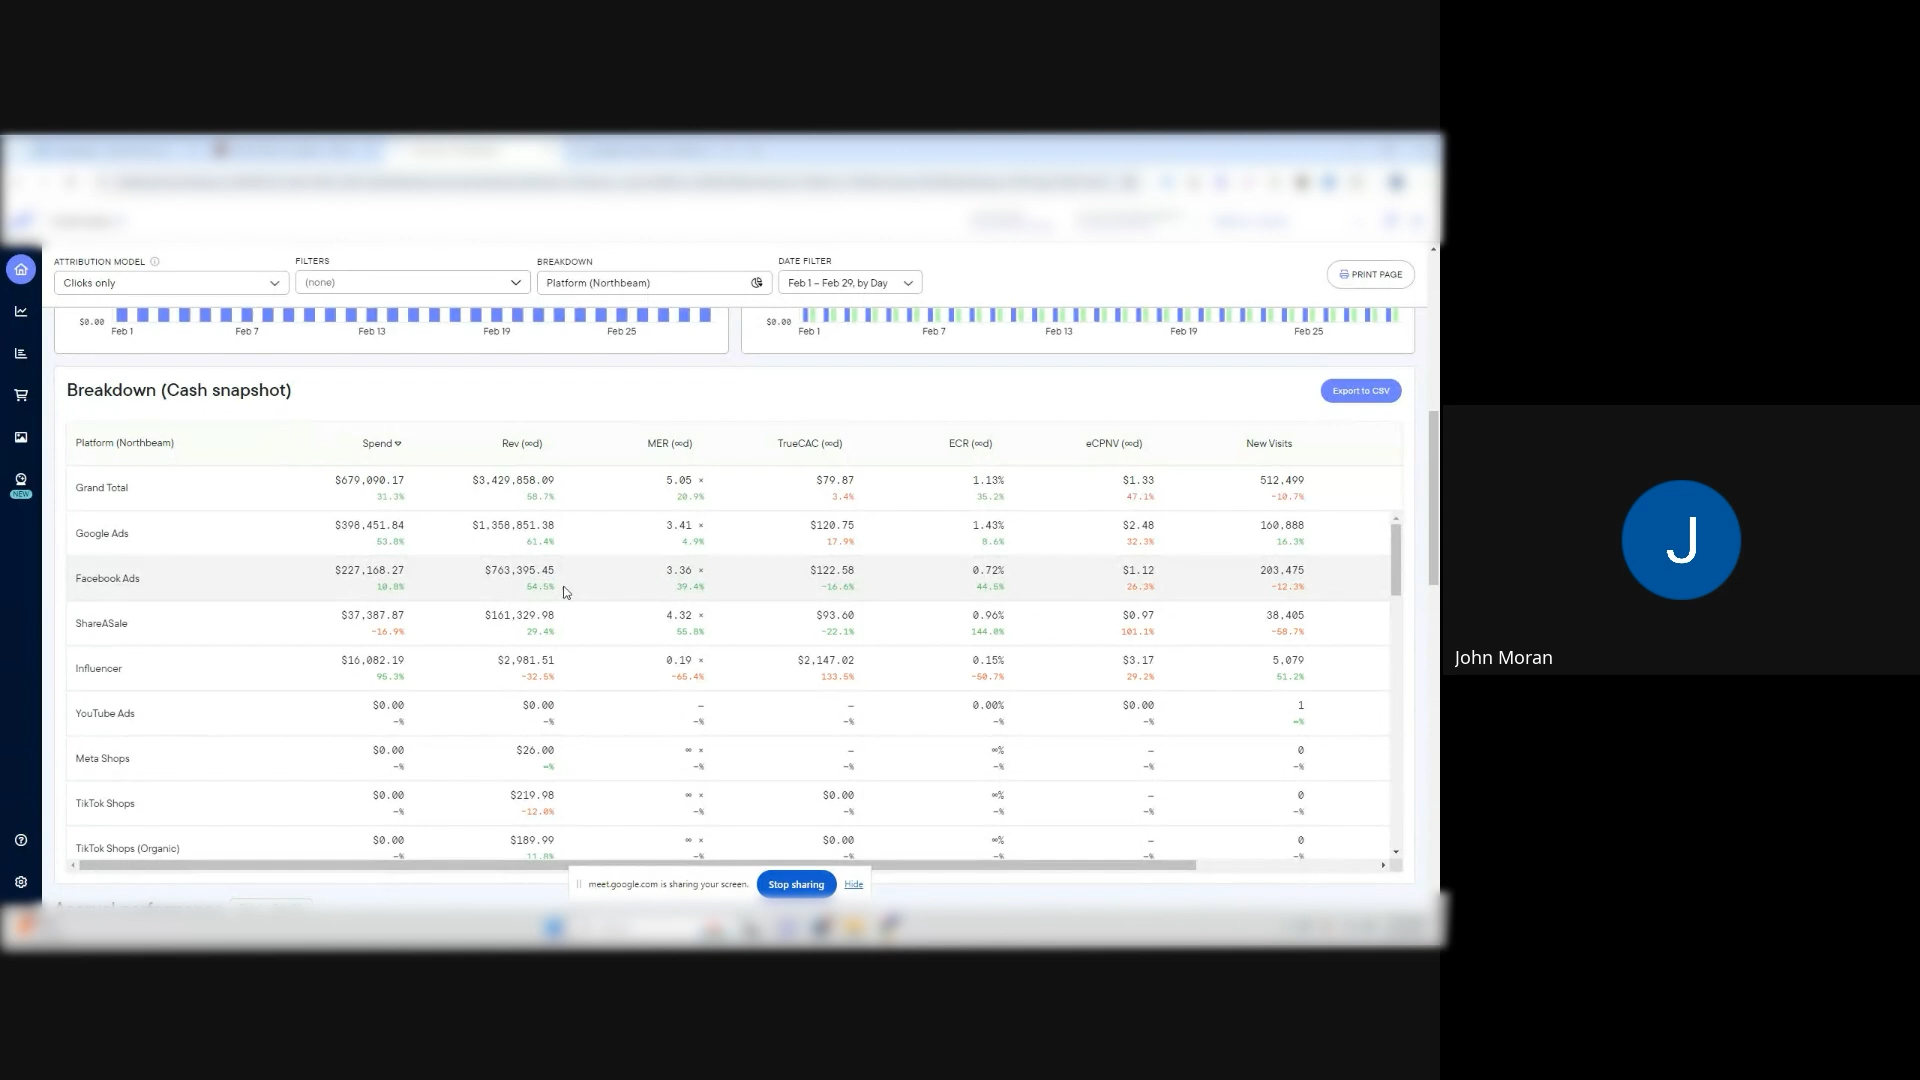 ATTRIBUTION MODEL
FILTERS
BREAKDOWN
DATE FILTER
Clicks only
(none)
Platform (Northbeam)
Feb 1 – Feb 29, by Day
PRINT PAGE
$0.00
Feb 1 Feb 7 Feb 13 Feb 19 Feb 25
$0.00
Feb 1 Feb 7 Feb 13 Feb 19 Feb 25
NEW
Breakdown (Cash snapshot)
Export to CSV
Platform (Northbeam) Spend Rev (∞d) MER (∞d) TrueCAC (∞d) ECR (∞d) eCPNV (∞d) New Visits
Grand Total $679,090.17 $3,429,858.09 5.05 × $79.87 1.13% $1.33 512,499
31.3% 58.7% 20.9% 3.4% 35.2% 47.1% -10.7%
Google Ads $398,451.84 $1,358,851.38 3.41 × $120.75 1.43% $2.48 160,888
53.8% 61.4% 4.9% 17.9% 8.6% 32.3% 16.3%
Facebook Ads $227,168.27 $763,395.45 3.36 × $122.58 0.72% $1.12 203,475
10.8% 54.5% 39.4% -16.6% 44.5% 26.3% -12.3%
ShareASale $37,387.87 $161,329.98 4.32 × $93.60 0.96% $0.97 38,405
-16.9% 29.4% 55.8% -22.1% 144.0% 101.1% -58.7%
Influencer $16,082.19 $2,981.51 0.19 × $2,147.02 0.15% $3.17 5,079
95.3% -32.5% -65.4% 133.5% -50.7% 29.2% 51.2%
YouTube Ads $0.00 $0.00 – – 0.00% $0.00 1
-% -% -% -% -% -% ∞%
Meta Shops $0.00 $26.00 ∞ × – ∞% – 0
-% ∞% -% -% -% -% -%
TikTok Shops $0.00 $219.98 ∞ × $0.00 ∞% – 0
-% -12.0% -% -% -% -% -%
TikTok Shops (Organic) $0.00 $189.99 ∞ × $0.00 ∞% – 0
-% 11.8% -% -% -% -% -%
meet.google.com is sharing your screen.
Stop sharing
Hide
J
John Moran